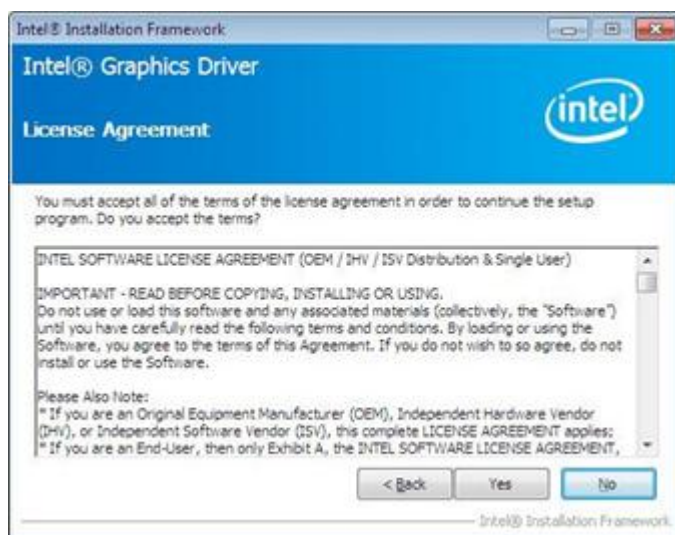 Intel® Installation Framework
Intel® Graphics Driver
License Agreement
intel
You must accept all of the terms of the license agreement in order to continue the setup
program. Do you accept the terms?
INTEL SOFTWARE LICENSE AGREEMENT (OEM / IHV / ISV Distribution & Single User)
IMPORTANT - READ BEFORE COPYING, INSTALLING OR USING.
Do not use or load this software and any associated materials (collectively, the "Software")
until you have carefully read the following terms and conditions. By loading or using the
Software, you agree to the terms of this Agreement. If you do not wish to so agree, do not
install or use the Software.
Please Also Note:
* If you are an Original Equipment Manufacturer (OEM), Independent Hardware Vendor
(IHV), or Independent Software Vendor (ISV), this complete LICENSE AGREEMENT applies;
* If you are an End-User, then only Exhibit A, the INTEL SOFTWARE LICENSE AGREEMENT,
< Back
Yes
No
Intel® Installation Framework